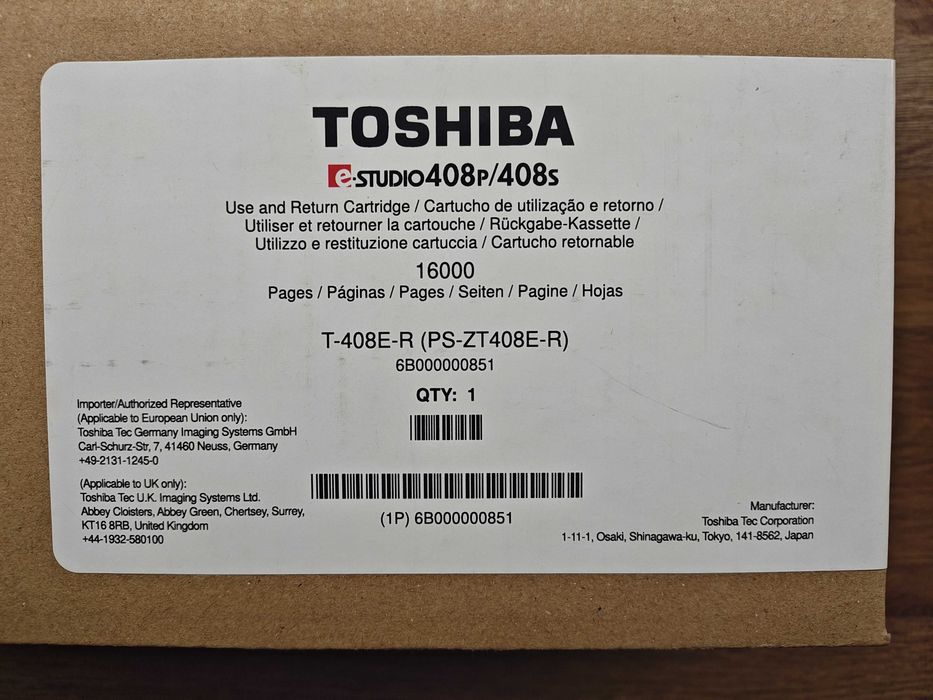 TOSHIBA
e-STUDIO408P/408S
Use and Return Cartridge / Cartucho de utilização e retorno /
Utiliser et retourner la cartouche / Rückgabe-Kassette /
Utilizzo e restituzione cartuccia / Cartucho retornable
16000
Pages / Páginas / Pages / Seiten / Pagine / Hojas
T-408E-R (PS-ZT408E-R)
6B000000851
QTY: 1
Importer/Authorized Representative
(Applicable to European Union only):
Toshiba Tec Germany Imaging Systems GmbH
Carl-Schurz-Str, 7, 41460 Neuss, Germany
+49-2131-1245-0
(Applicable to UK only):
Toshiba Tec U.K. Imaging Systems Ltd.
Abbey Cloisters, Abbey Green, Chertsey, Surrey,
KT16 8RB, United Kingdom
+44-1932-580100
(1P) 6B000000851
Manufacturer:
Toshiba Tec Corporation
1-11-1, Osaki, Shinagawa-ku, Tokyo, 141-8562, Japan